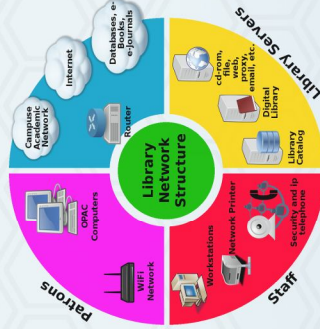 Library
Network
Structure
Campuse
Academic
Network
Internet
Databases, e-
Books,
e-Journals
Router
Library Servers
cd-rom,
file,
web,
proxy,
email, etc.
Digital
Library
Library
Catalog
Patrons
OPAC
Computers
WiFi
Network
Staff
Workstations
Network Printer
Security and ip
telephone